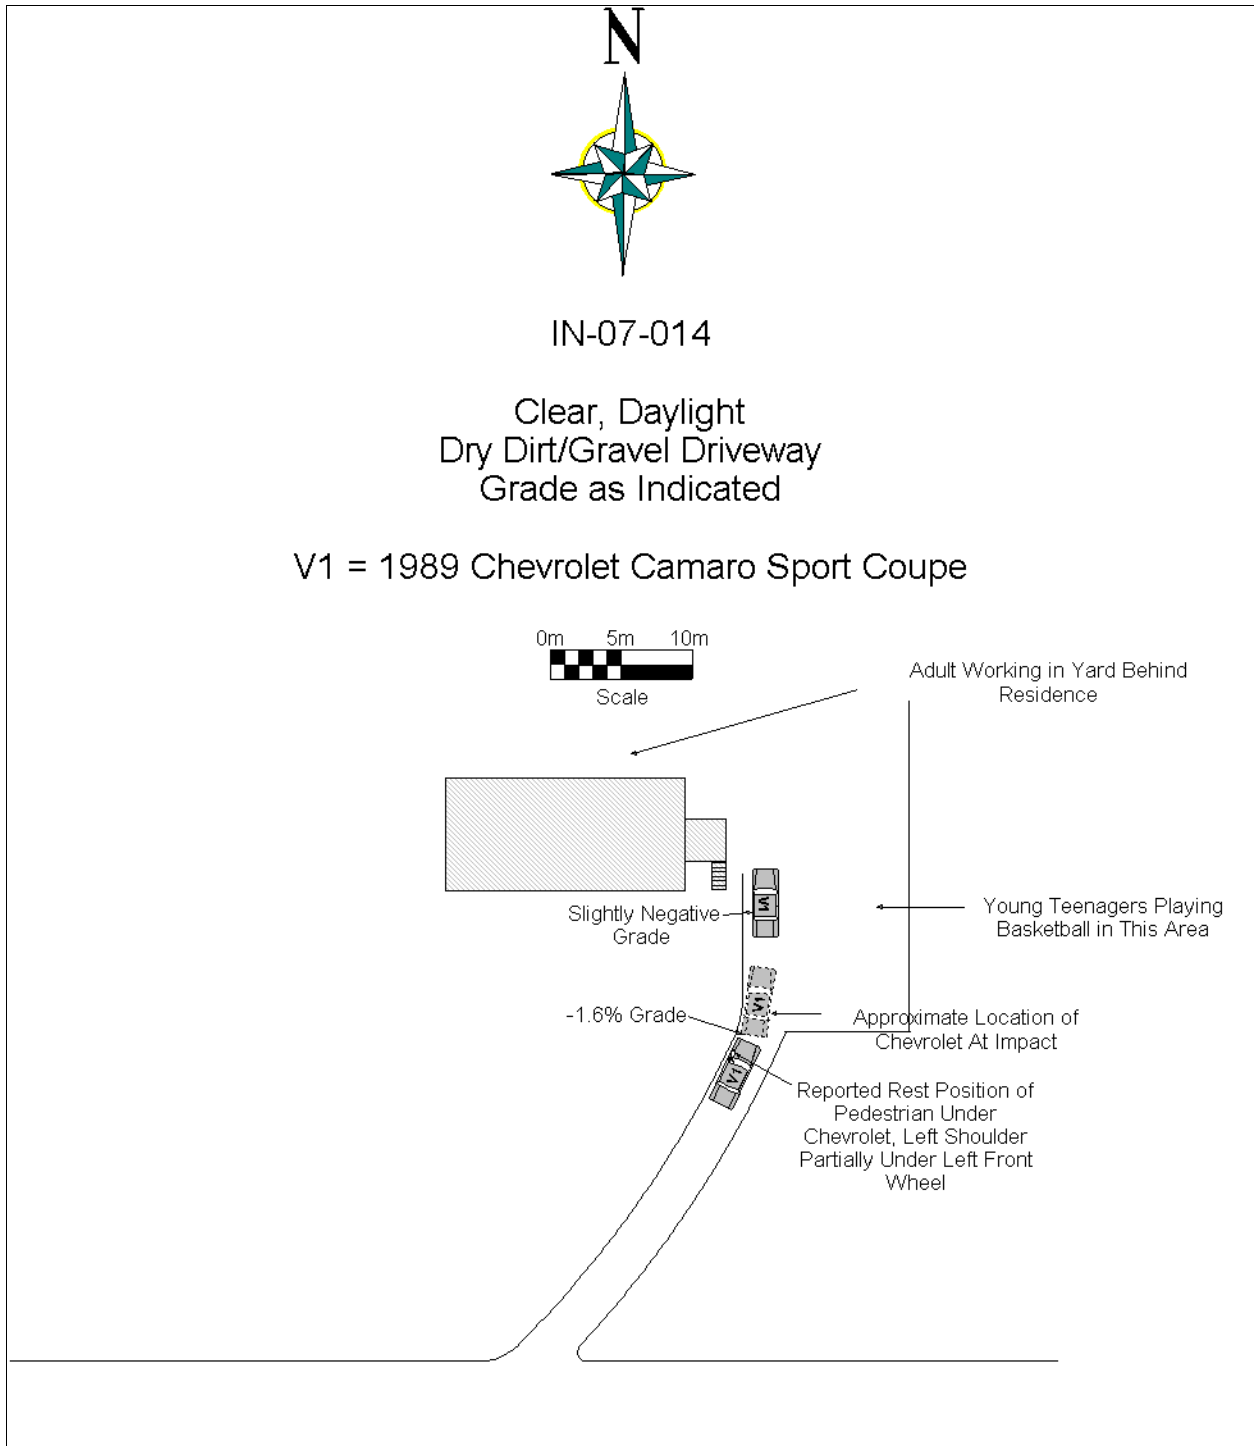 N
IN-07-014
Clear, Daylight
Dry Dirt/Gravel Driveway
Grade as Indicated
V1 = 1989 Chevrolet Camaro Sport Coupe
0m 5m 10m
Scale
Adult Working in Yard Behind
Residence
V1
Slightly Negative
Grade
Young Teenagers Playing
Basketball in This Area
V1
-1.6% Grade
Approximate Location of
Chevrolet At Impact
V1
Reported Rest Position of
Pedestrian Under
Chevrolet, Left Shoulder
Partially Under Left Front
Wheel